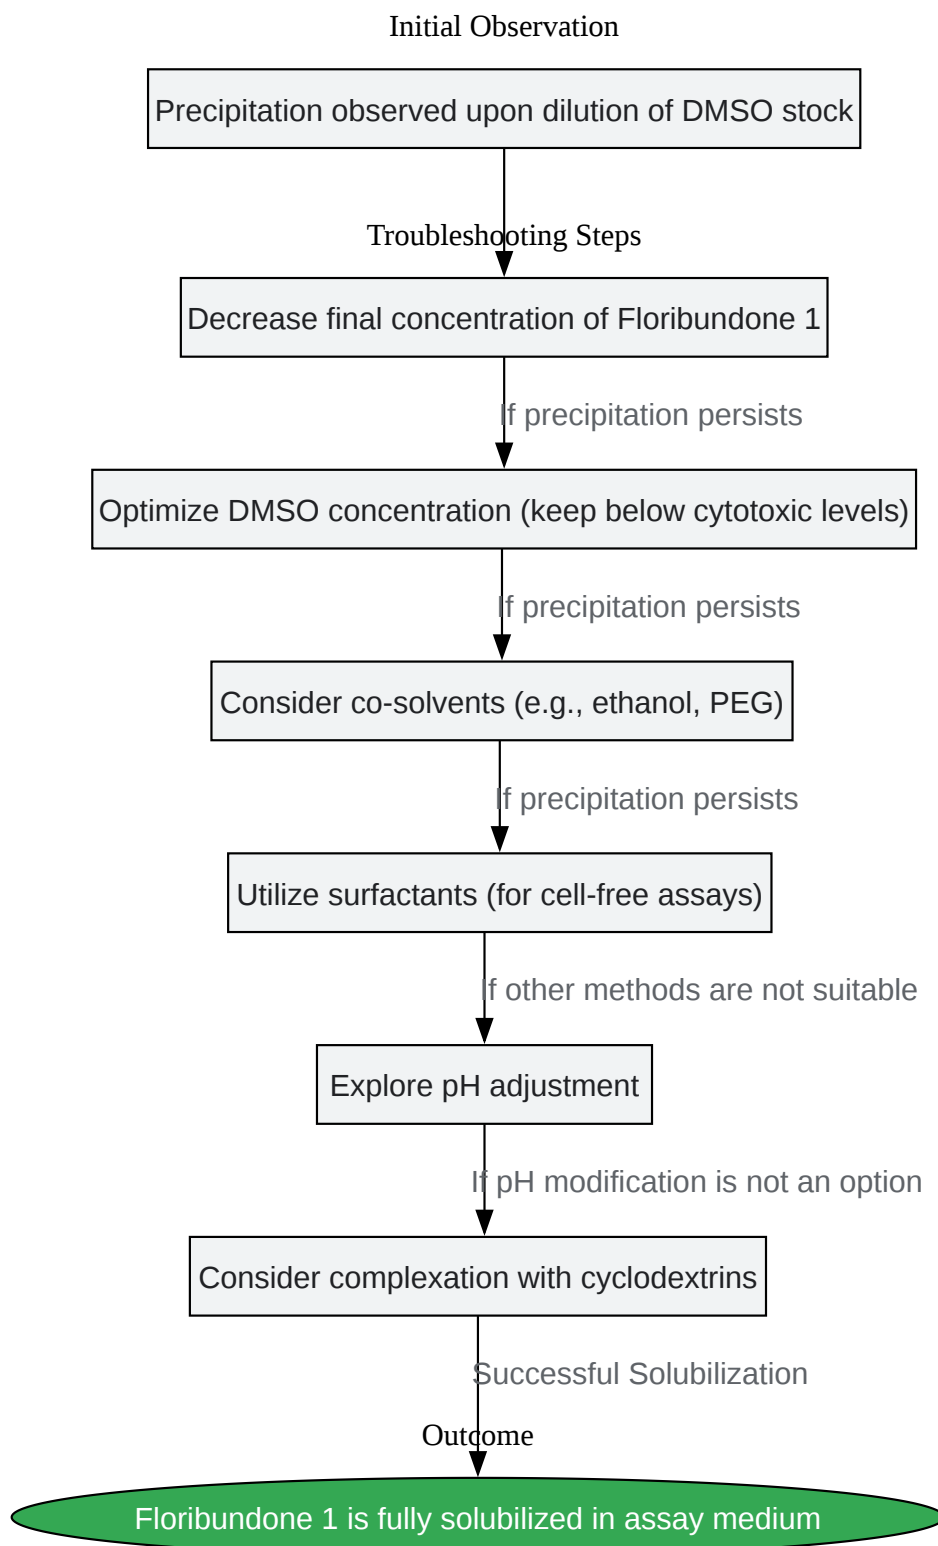 Initial Observation
Precipitation observed upon dilution of DMSO stock
Troubleshooting Steps
Decrease final concentration of Floribundone 1
If precipitation persists
Optimize DMSO concentration (keep below cytotoxic levels)
If precipitation persists
Consider co-solvents (e.g., ethanol, PEG)
If precipitation persists
Utilize surfactants (for cell-free assays)
If other methods are not suitable
Explore pH adjustment
If pH modification is not an option
Consider complexation with cyclodextrins
Successful Solubilization
Outcome
Floribundone 1 is fully solubilized in assay medium